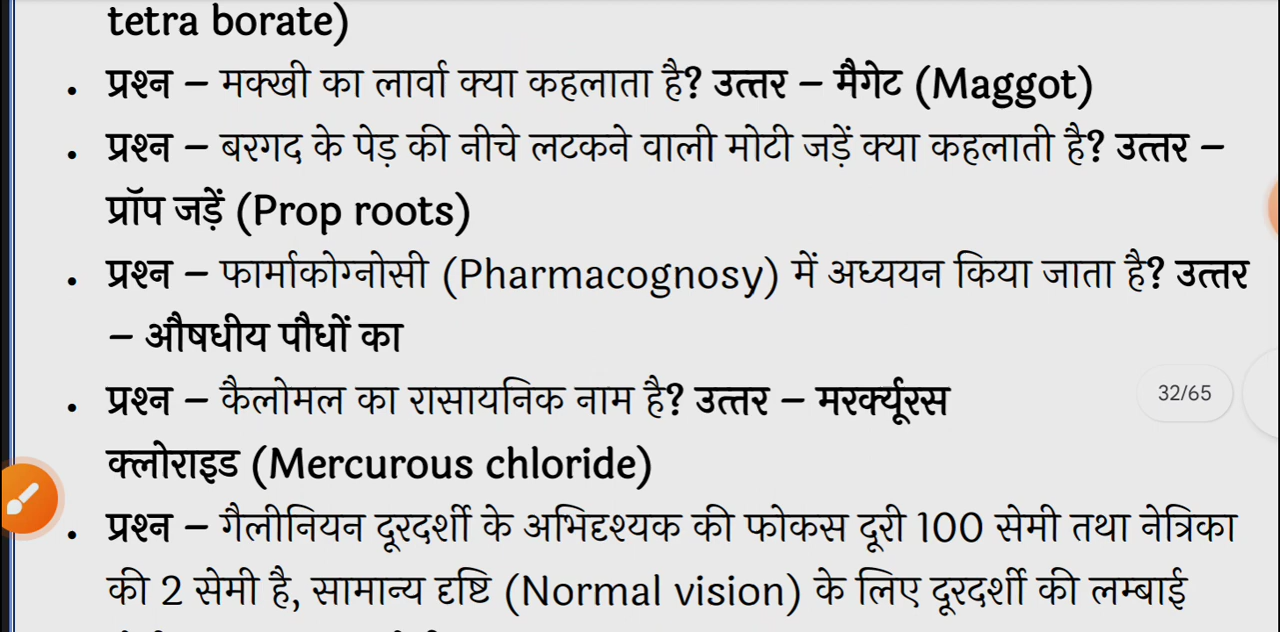 tetra borate)
• प्रश्न – मक्खी का लार्वा क्या कहलाता है? उत्तर – मैगेट (Maggot)
• प्रश्न – बरगद के पेड़ की नीचे लटकने वाली मोटी जड़ें क्या कहलाती है? उत्तर –
प्रॉप जड़ें (Prop roots)
• प्रश्न – फार्माकोग्नोसी (Pharmacognosy) में अध्ययन किया जाता है? उत्तर
– औषधीय पौधों का
• प्रश्न – कैलोमल का रासायनिक नाम है? उत्तर – मरक्यूरस
32/65
क्लोराइड (Mercurous chloride)
• प्रश्न – गैलीनियन दूरदर्शी के अभिदृश्यक की फोकस दूरी 100 सेमी तथा नेत्रिका
की 2 सेमी है, सामान्य दृष्टि (Normal vision) के लिए दूरदर्शी की लम्बाई